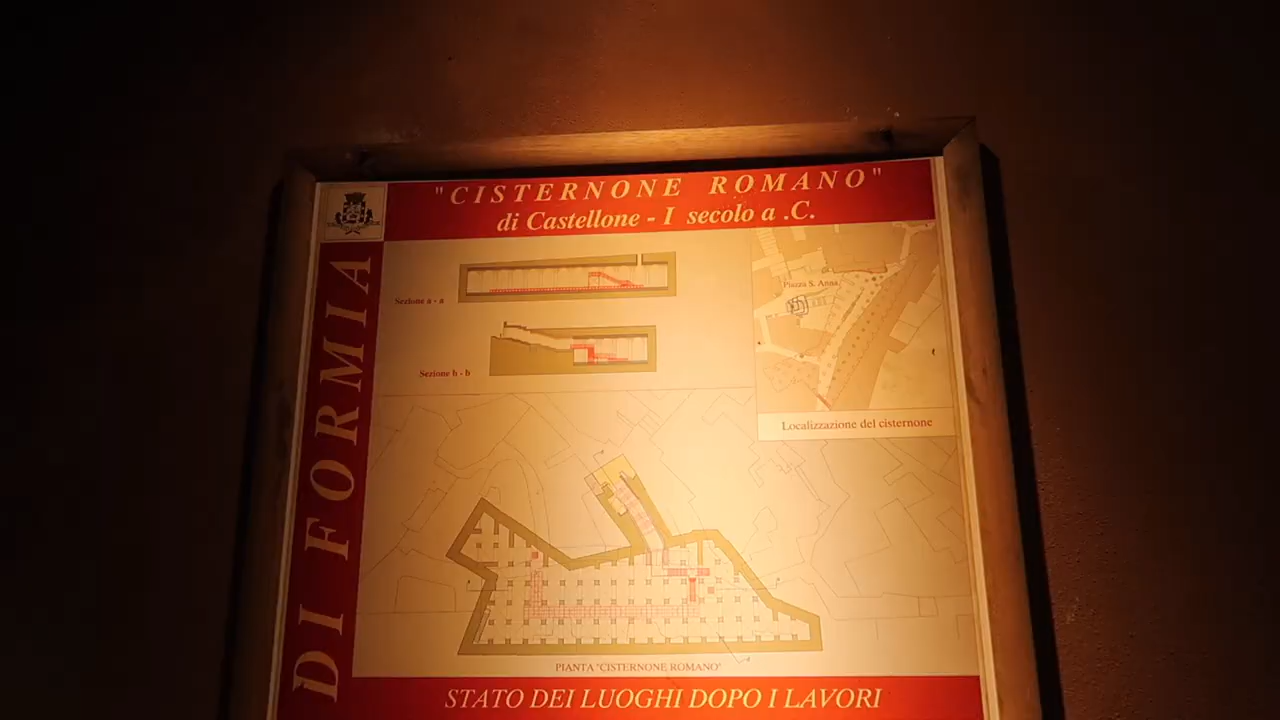 "CISTERNONE ROMANO"
di Castellone - I secolo a .C.
DI FORMIA
Sezione a - a
Sezione b - b
Piazza S. Anna
Localizzazione del cisternone
PIANTA "CISTERNONE ROMANO"
STATO DEI LUOGHI DOPO I LAVORI